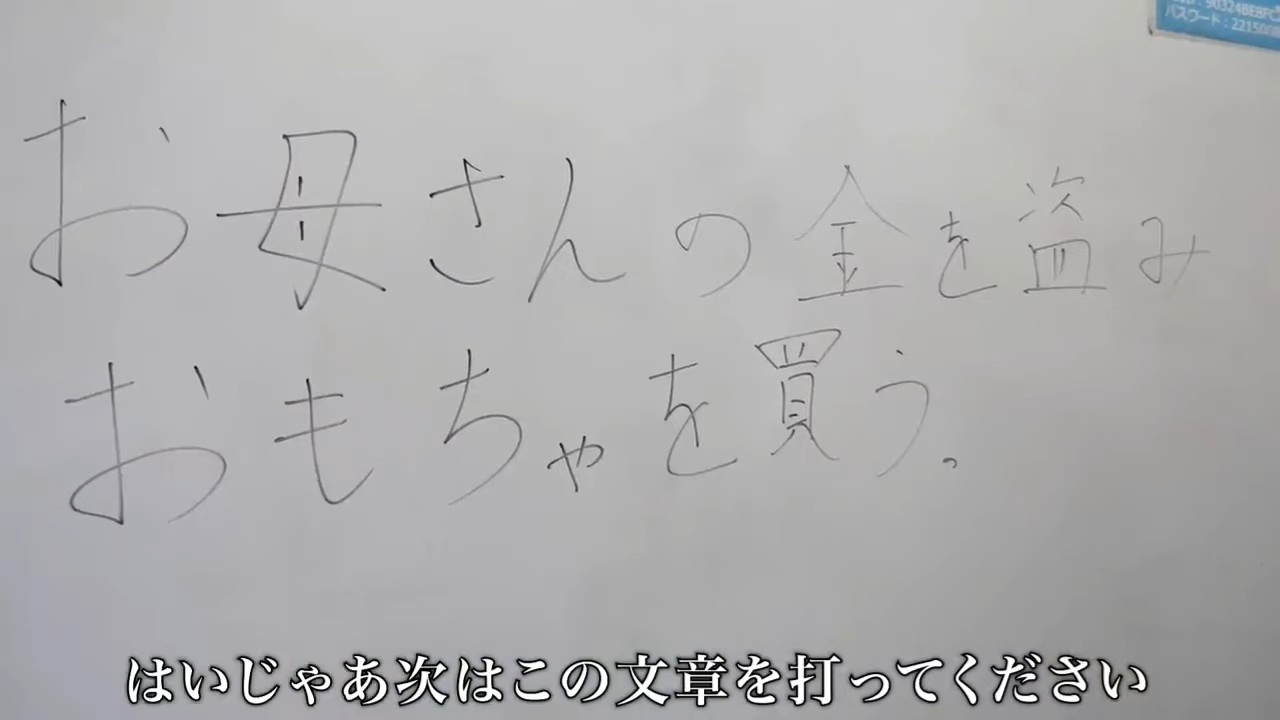 お母さんの金を盗み
おもちゃを買う。
はいじゃあ次はこの文章を打ってください